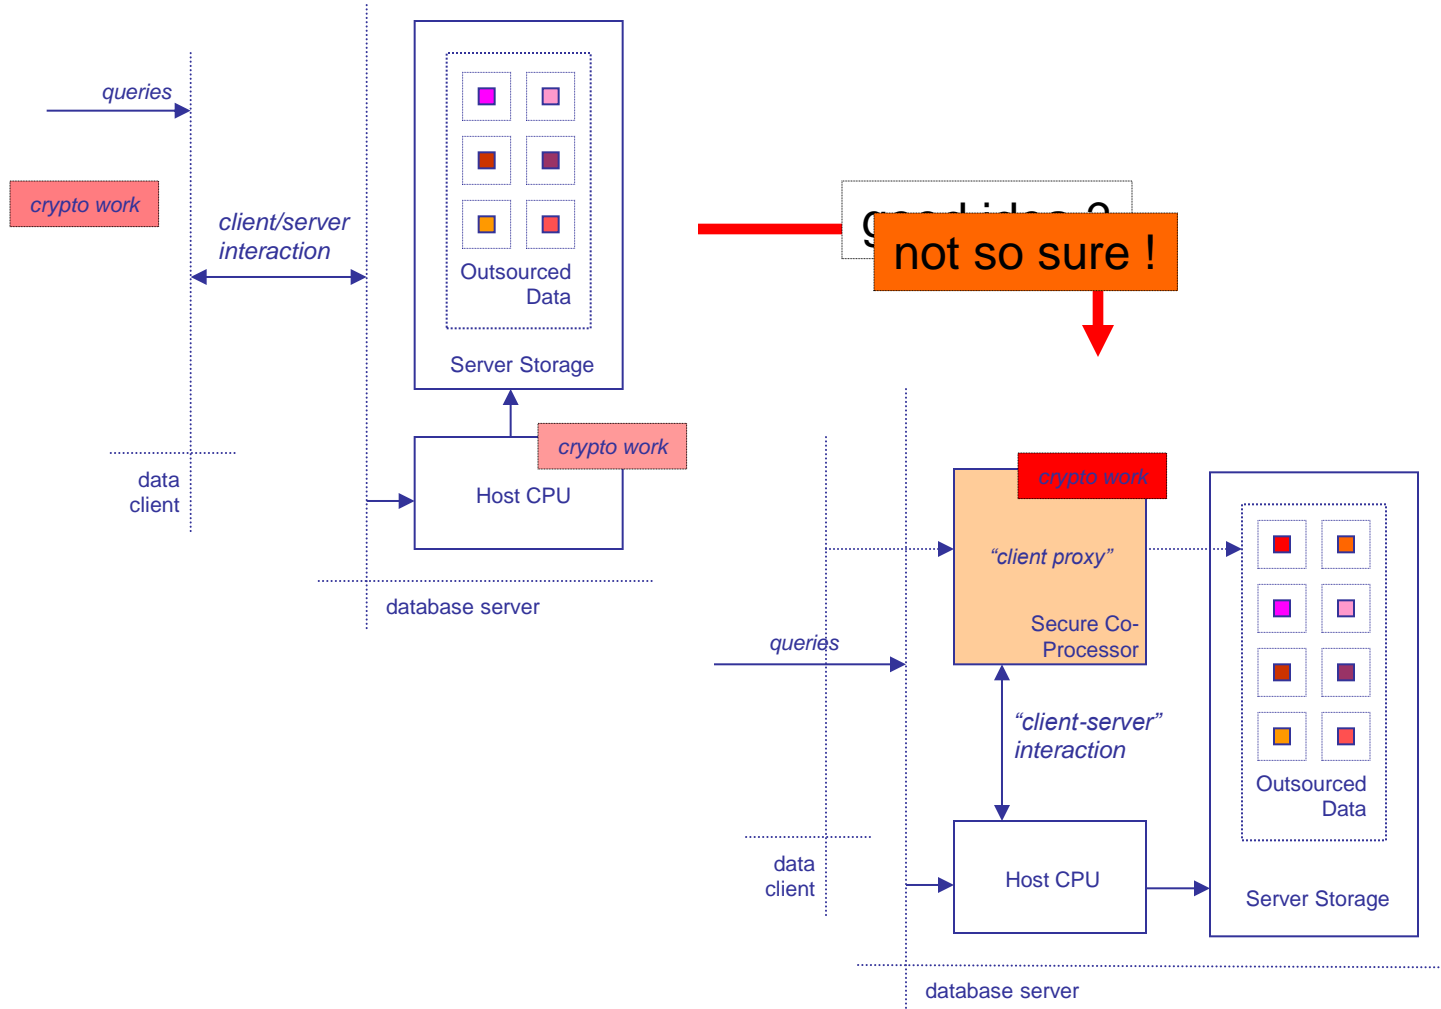 queries
crypto work
client/server
interaction
Outsourced
Data
Server Storage
crypto work
Host CPU
data
client
database server
good idea ?
not so sure !
crypto work
“client proxy”
Secure Co-
Processor
queries
“client-server”
interaction
Outsourced
Data
Host CPU
Server Storage
data
client
database server